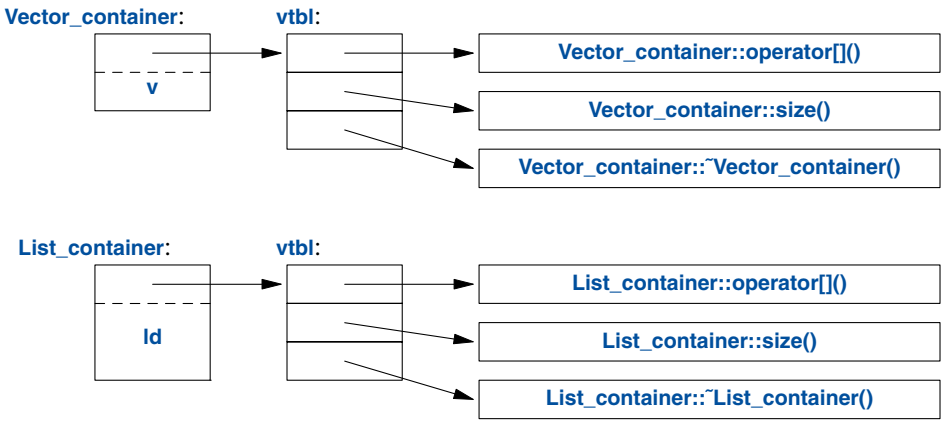 Vector_container: vtbl:
Vector_container::operator[]()
v
Vector_container::size()
Vector_container::~Vector_container()
List_container: vtbl:
List_container::operator[]()
ld
List_container::size()
List_container::~List_container()